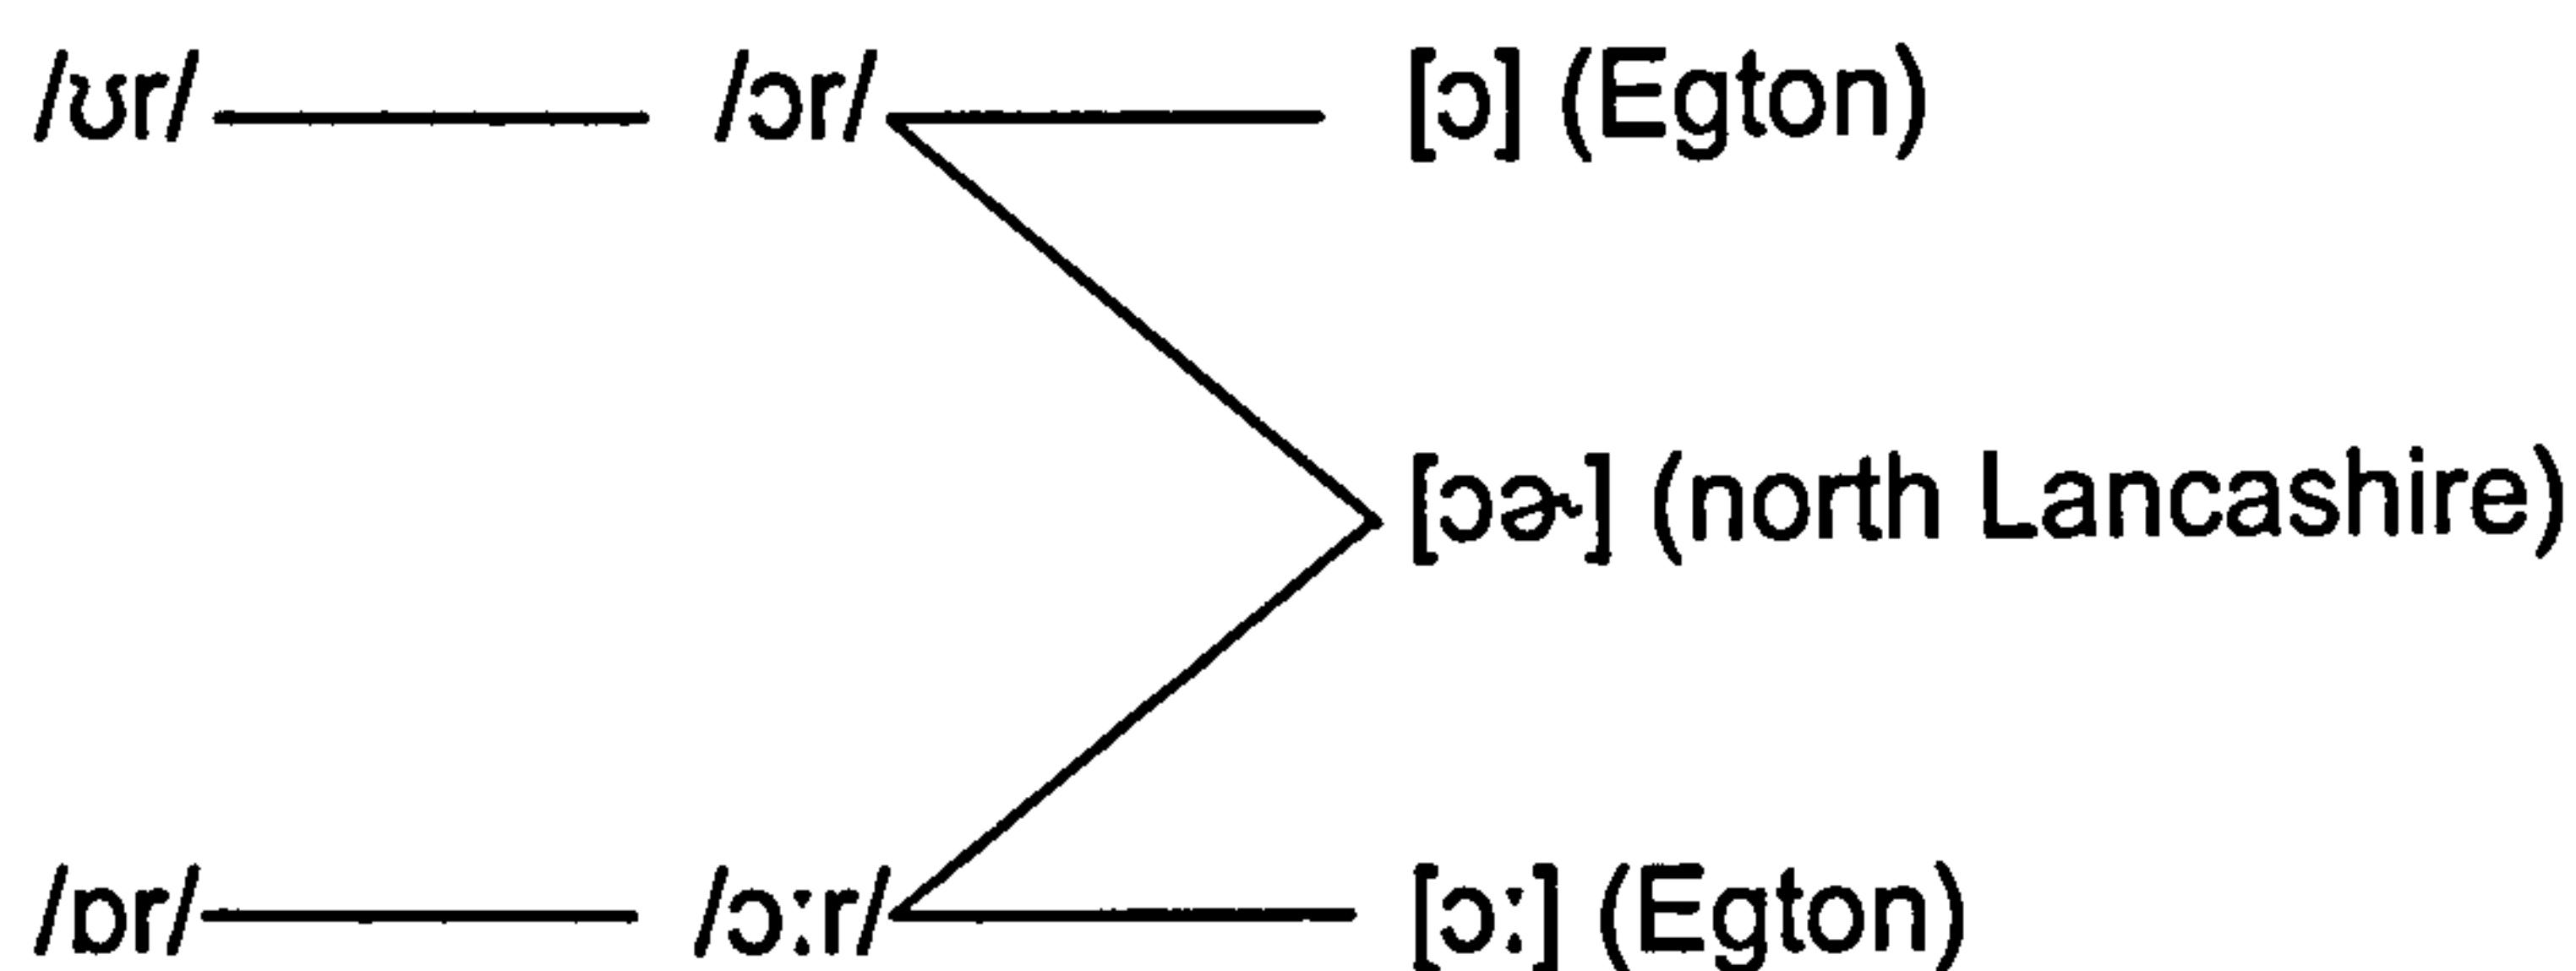 /ʊr/ /ɔr/ [ɔ] (Egton)
[ɔɚ] (north Lancashire)
/ɒr/ /ɔːr/ [ɔː] (Egton)